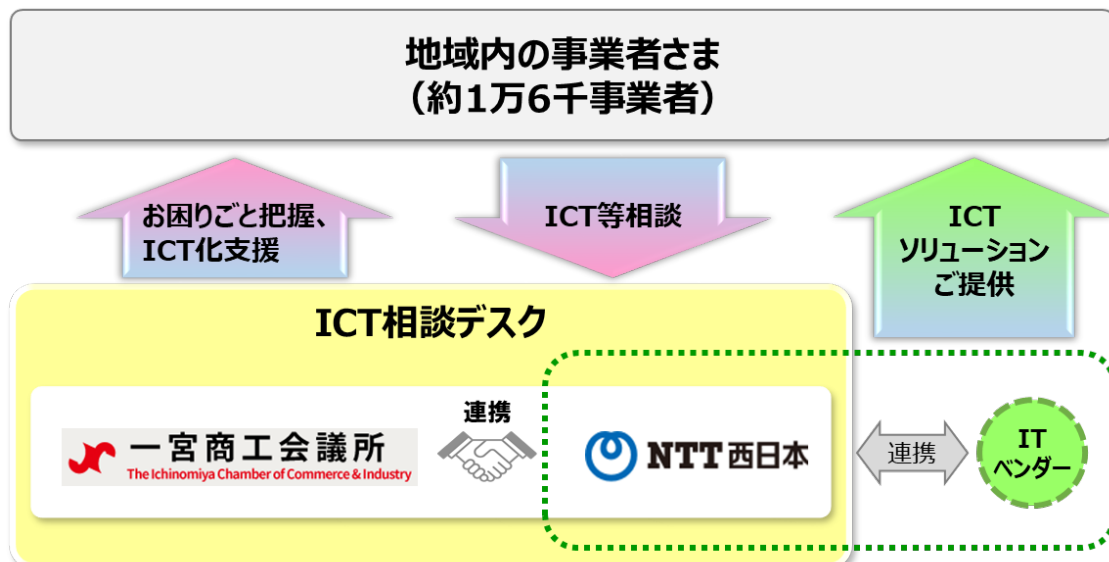 地域内の事業者さま
（約1万6千事業者）
お困りごと把握、
ICT化支援
ICT等相談
ICT
ソリューション
ご提供
ICT相談デスク
連携
一宮商工会議所
The Ichinomiya Chamber of Commerce & Industry
NTT西日本
連携
IT
ベンダー